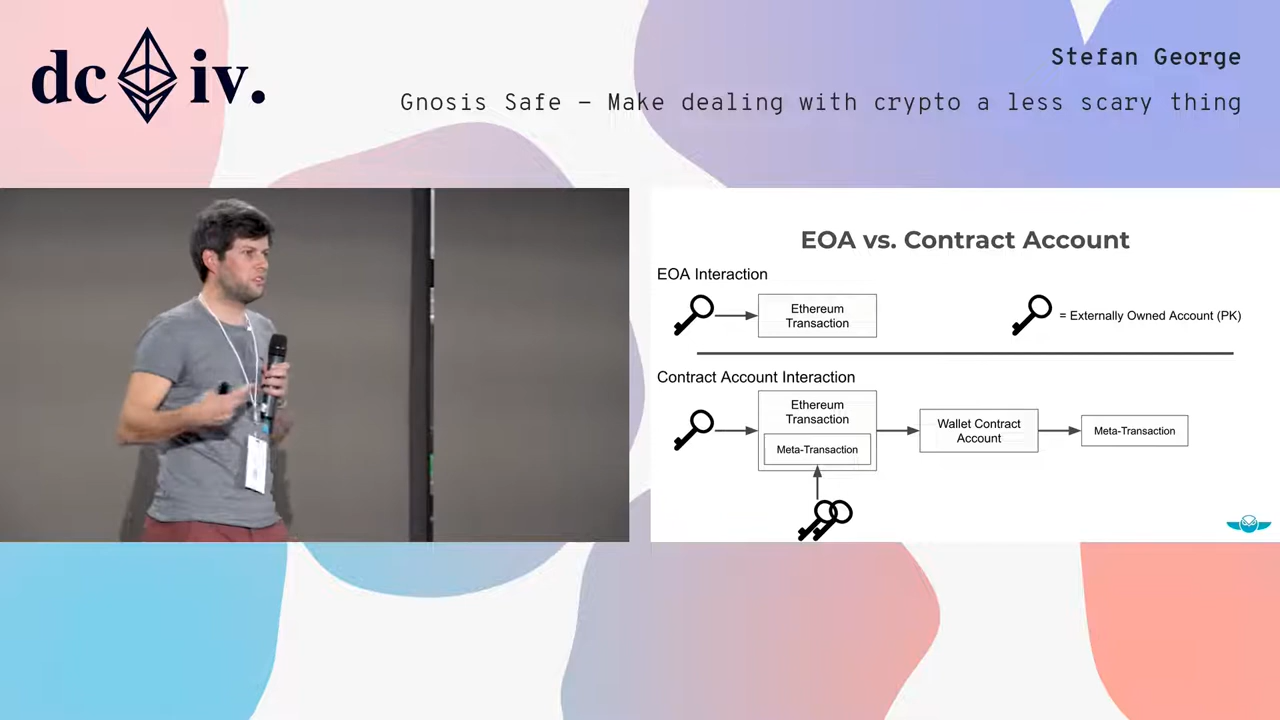 dc iv.
Stefan George
Gnosis Safe – Make dealing with crypto a less scary thing
EOA vs. Contract Account
EOA Interaction
Ethereum
Transaction
= Externally Owned Account (PK)
Contract Account Interaction
Ethereum
Transaction
Meta-Transaction
Wallet Contract
Account
Meta-Transaction